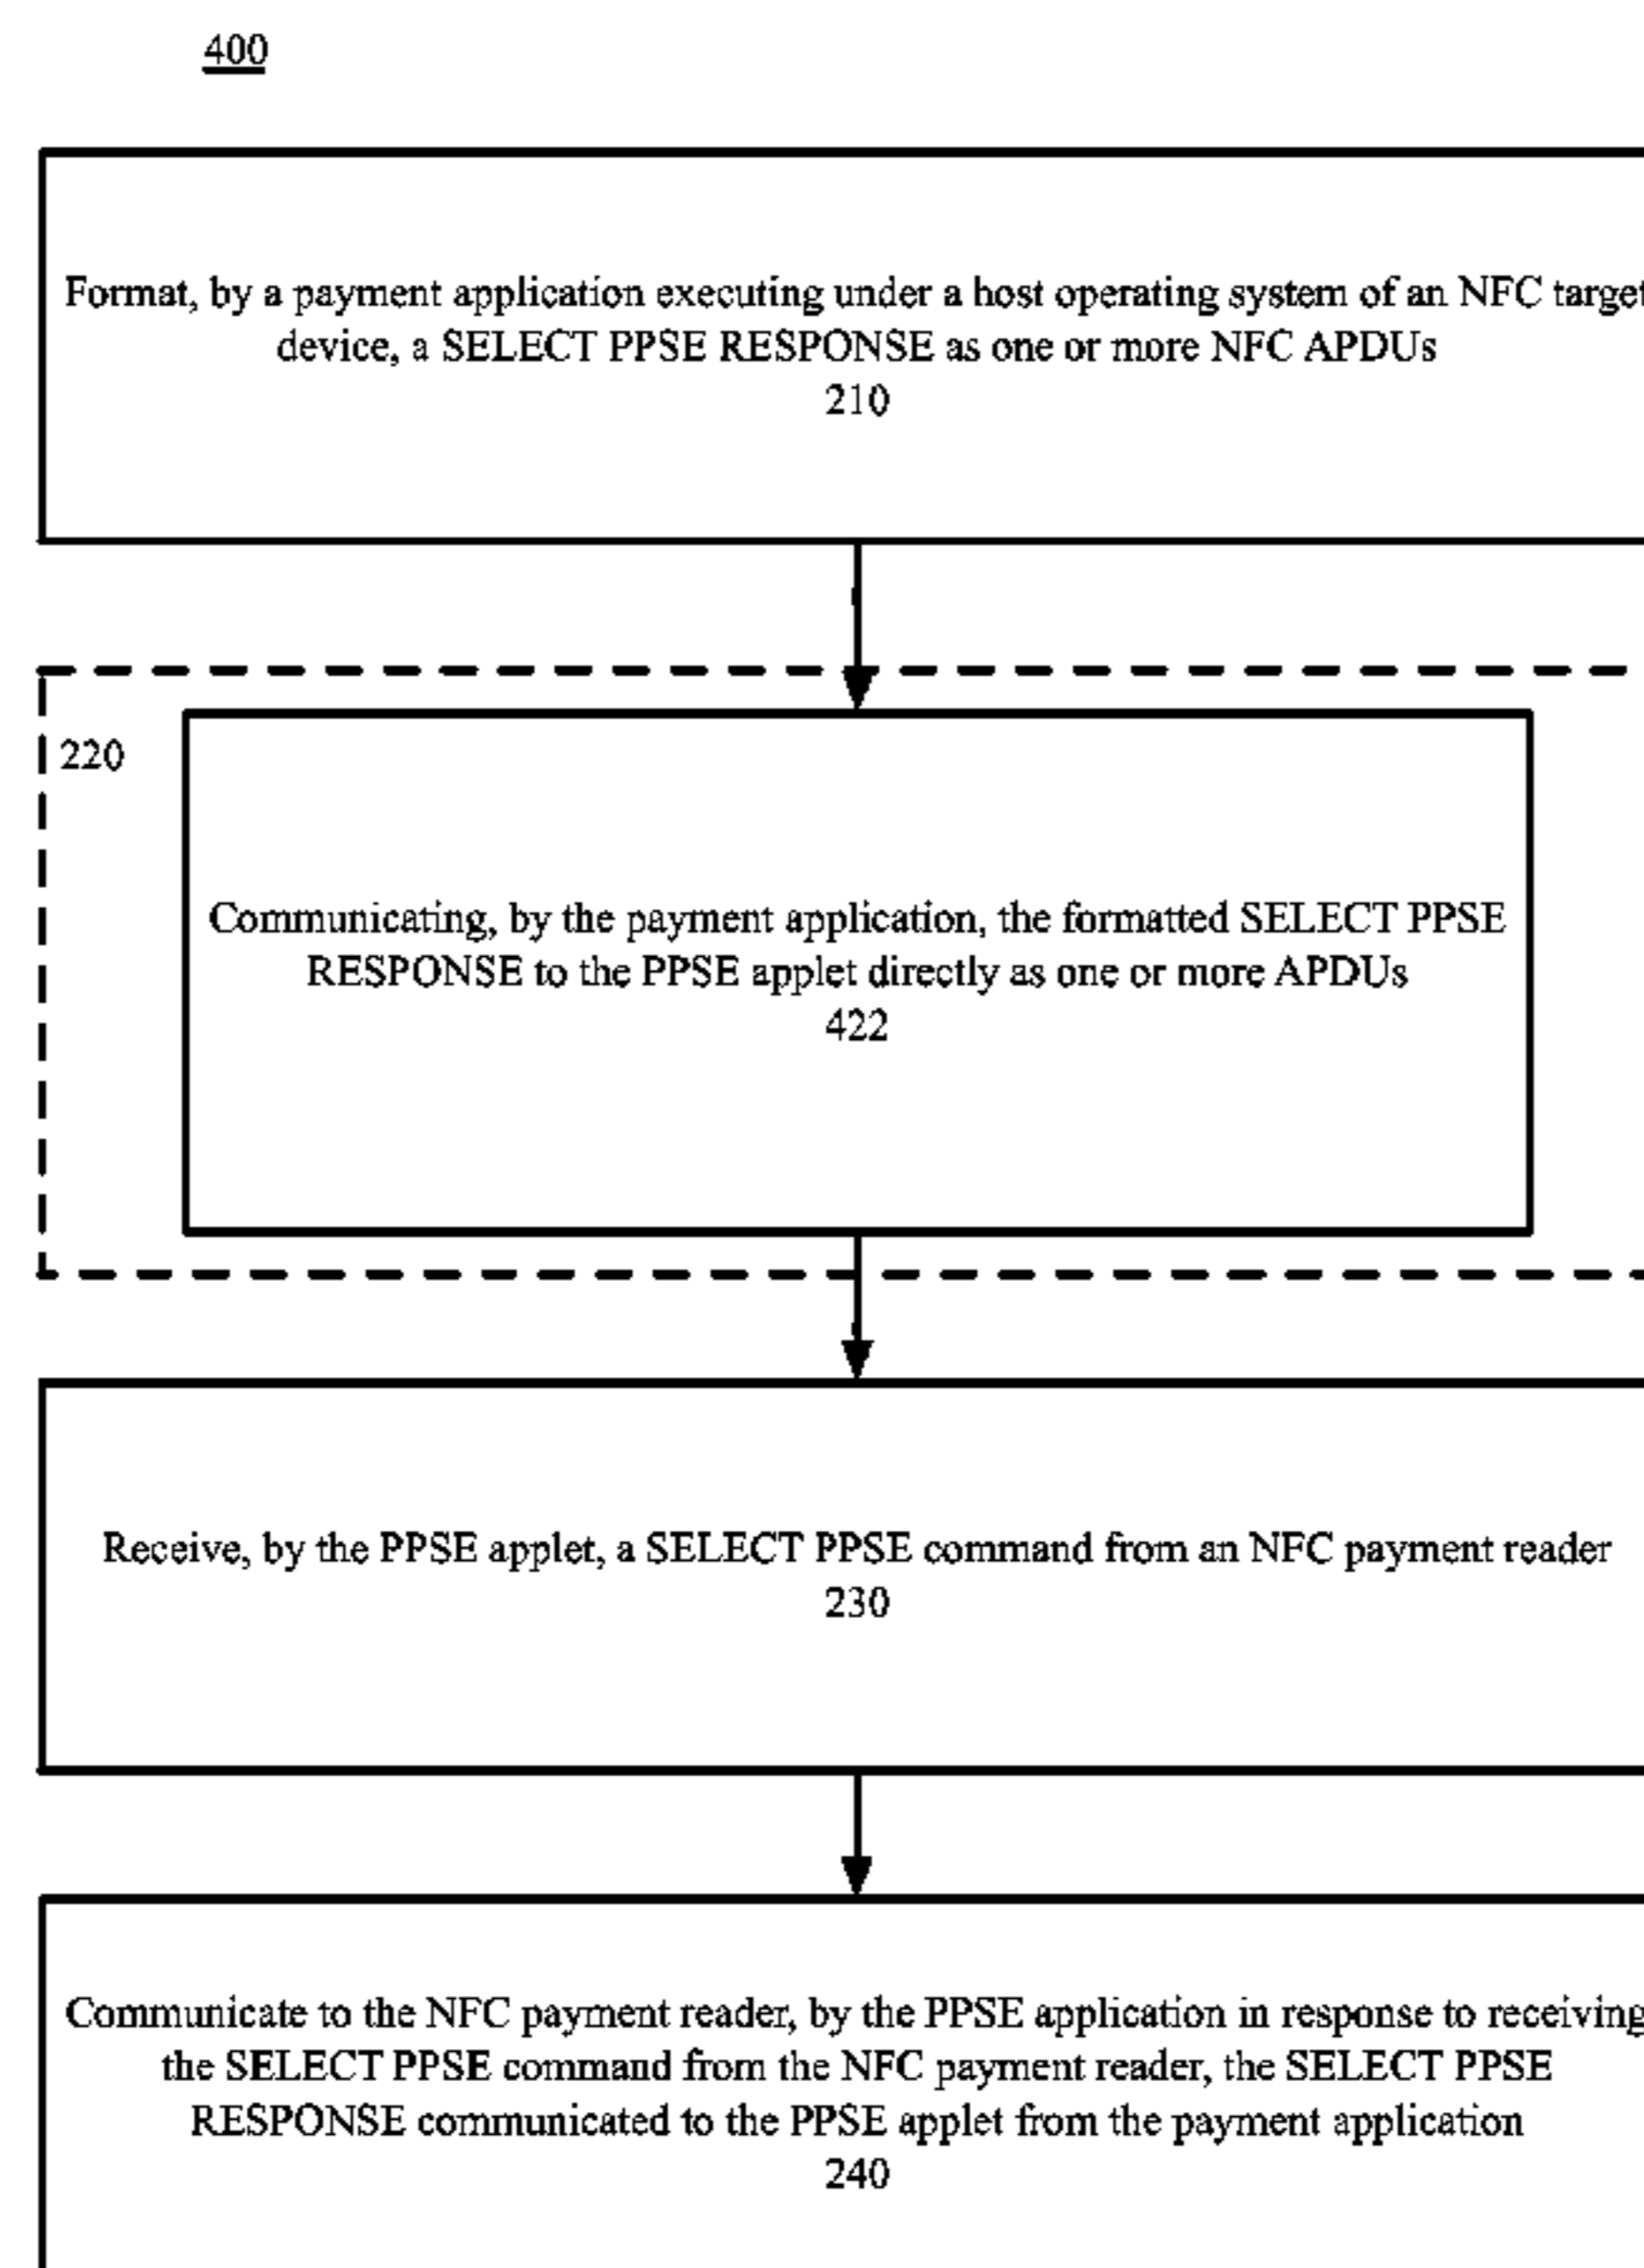 400
Format, by a payment application executing under a host operating system of an NFC target
device, a SELECT PPSE RESPONSE as one or more NFC APDUs
210
220
Communicating, by the payment application, the formatted SELECT PPSE
RESPONSE to the PPSE applet directly as one or more APDUs
422
Receive, by the PPSE applet, a SELECT PPSE command from an NFC payment reader
230
Communicate to the NFC payment reader, by the PPSE application in response to receiving
the SELECT PPSE command from the NFC payment reader, the SELECT PPSE
RESPONSE communicated to the PPSE applet from the payment application
240